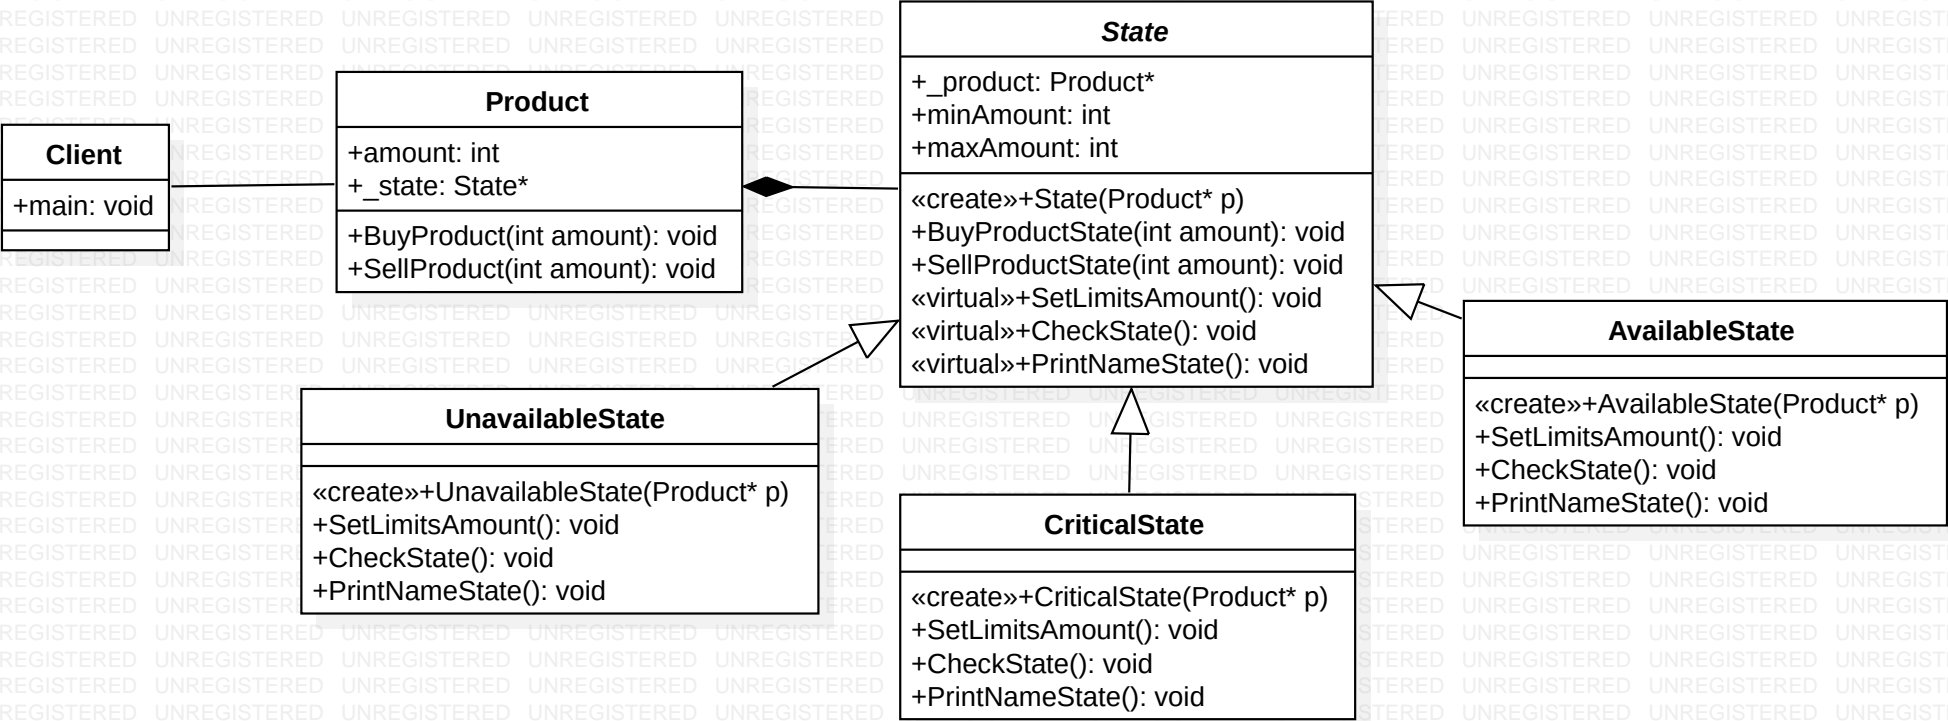 Client
+main: void
Product
+amount: int
+_state: State*
+BuyProduct(int amount): void
+SellProduct(int amount): void
State
+_product: Product*
+minAmount: int
+maxAmount: int
«create»+State(Product* p)
+BuyProductState(int amount): void
+SellProductState(int amount): void
«virtual»+SetLimitsAmount(): void
«virtual»+CheckState(): void
«virtual»+PrintNameState(): void
UnavailableState
«create»+UnavailableState(Product* p)
+SetLimitsAmount(): void
+CheckState(): void
+PrintNameState(): void
CriticalState
«create»+CriticalState(Product* p)
+SetLimitsAmount(): void
+CheckState(): void
+PrintNameState(): void
AvailableState
«create»+AvailableState(Product* p)
+SetLimitsAmount(): void
+CheckState(): void
+PrintNameState(): void
UNREGISTERED